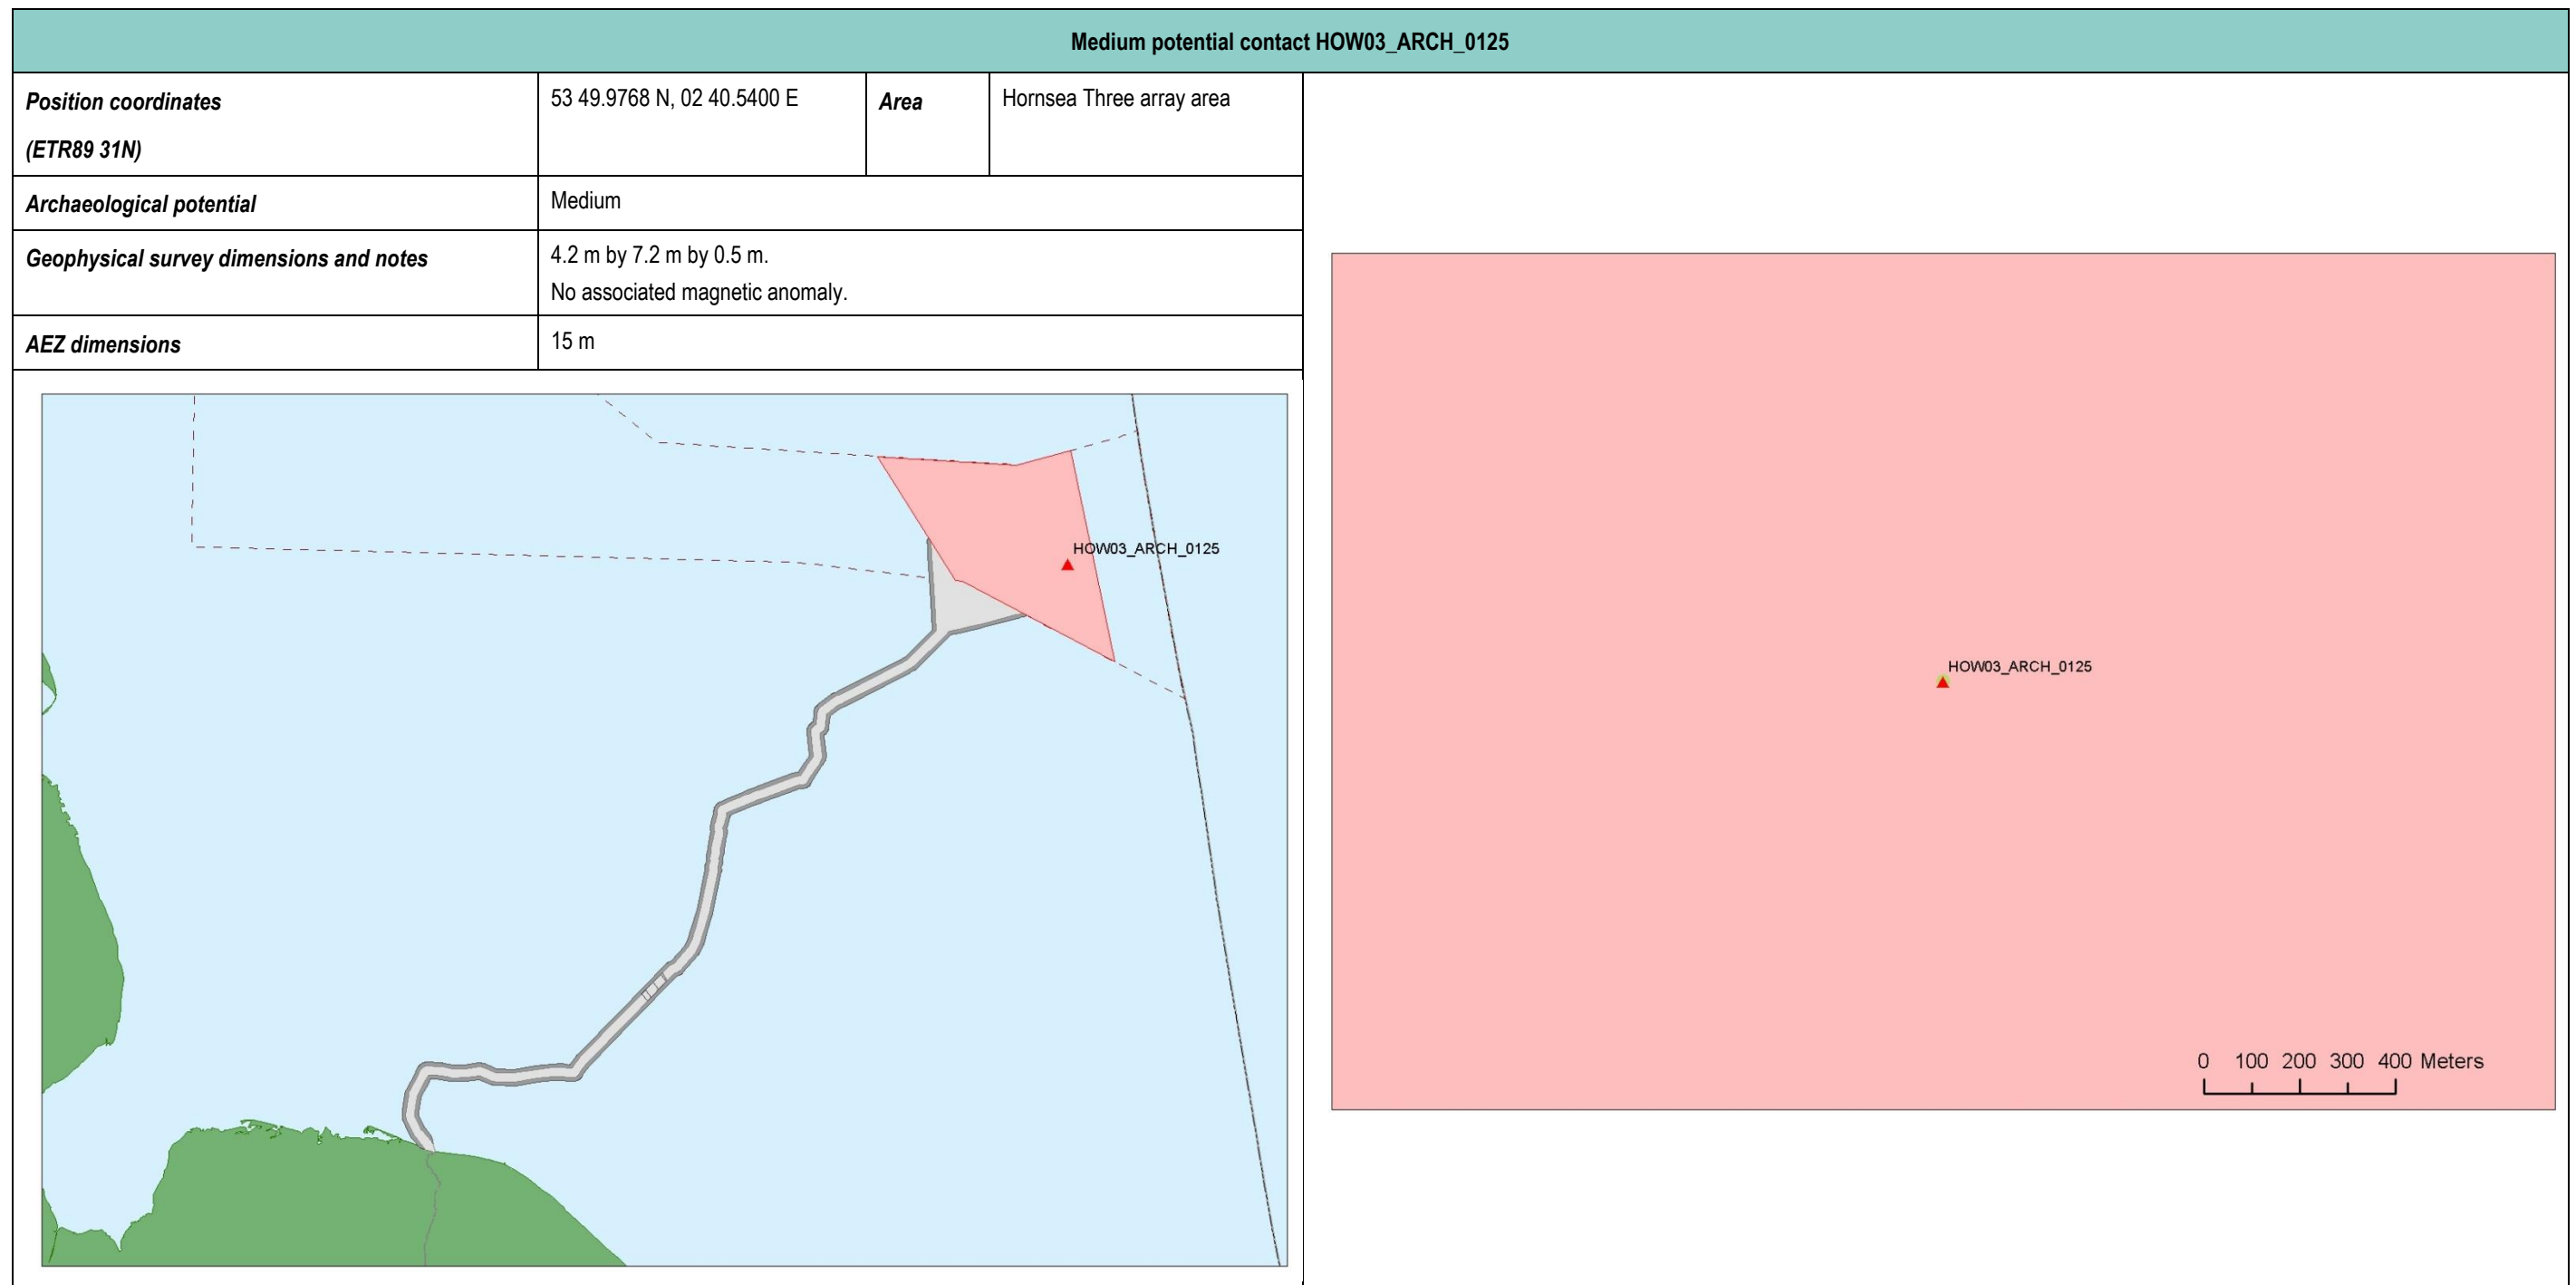 Medium potential contact HOW03_ARCH_0125
Position coordinates
(ETR89 31N)
53 49.9768 N, 02 40.5400 E
Area
Hornsea Three array area
Archaeological potential
Medium
Geophysical survey dimensions and notes
4.2 m by 7.2 m by 0.5 m.
No associated magnetic anomaly.
AEZ dimensions
15 m
HOW03_ARCH_0125
HOW03_ARCH_0125
0 100 200 300 400 Meters